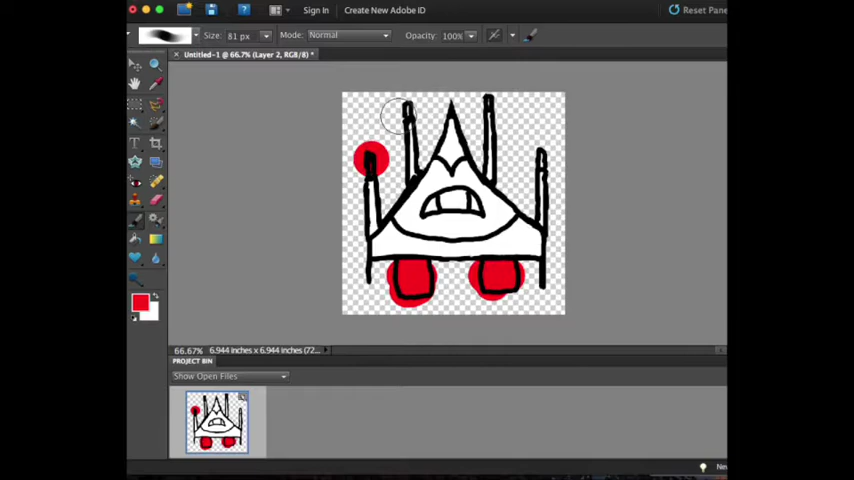 Sign In
Create New Adobe ID
Reset Pane
Size: 81 px
Mode: Normal
Opacity: 100%
Untitled-1 @ 66.7% (Layer 2, RGB/8) *
66.67%
6.944 inches x 6.944 inches (72...
PROJECT BIN
Show Open Files